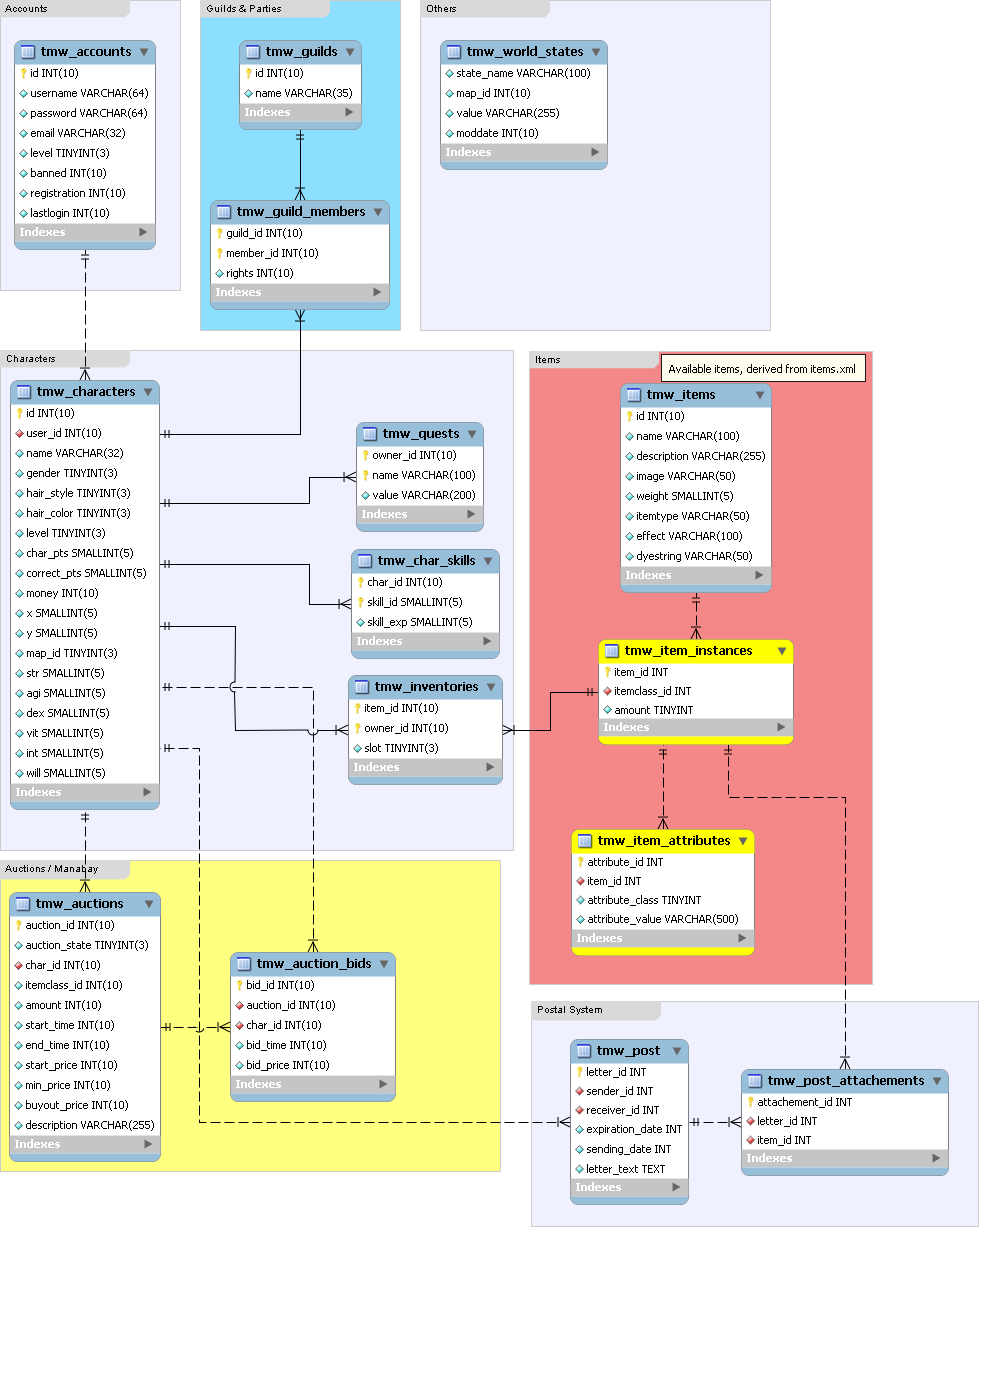 Accounts
tmw_accounts
id INT(10)
username VARCHAR(64)
password VARCHAR(64)
email VARCHAR(32)
level TINYINT(3)
banned INT(10)
registration INT(10)
lastlogin INT(10)
Indexes
Guilds & Parties
tmw_guilds
id INT(10)
name VARCHAR(35)
Indexes
tmw_guild_members
guild_id INT(10)
member_id INT(10)
rights INT(10)
Indexes
Others
tmw_world_states
state_name VARCHAR(100)
map_id INT(10)
value VARCHAR(255)
moddate INT(10)
Indexes
Characters
tmw_characters
id INT(10)
user_id INT(10)
name VARCHAR(32)
gender TINYINT(3)
hair_style TINYINT(3)
hair_color TINYINT(3)
level TINYINT(3)
char_pts SMALLINT(5)
correct_pts SMALLINT(5)
money INT(10)
x SMALLINT(5)
y SMALLINT(5)
map_id TINYINT(3)
str SMALLINT(5)
agi SMALLINT(5)
dex SMALLINT(5)
vit SMALLINT(5)
int SMALLINT(5)
will SMALLINT(5)
Indexes
tmw_quests
owner_id INT(10)
name VARCHAR(100)
value VARCHAR(200)
Indexes
tmw_char_skills
char_id INT(10)
skill_id SMALLINT(5)
skill_exp SMALLINT(5)
Indexes
tmw_inventories
item_id INT(10)
owner_id INT(10)
slot TINYINT(3)
Indexes
Items
Available items, derived from items.xml
tmw_items
id INT(10)
name VARCHAR(100)
description VARCHAR(255)
image VARCHAR(50)
weight SMALLINT(5)
itemtype VARCHAR(50)
effect VARCHAR(100)
dyestring VARCHAR(50)
Indexes
tmw_item_instances
item_id INT
itemclass_id INT
amount TINYINT
Indexes
tmw_item_attributes
attribute_id INT
item_id INT
attribute_class TINYINT
attribute_value VARCHAR(500)
Indexes
Auctions / Manabay
tmw_auctions
auction_id INT(10)
auction_state TINYINT(3)
char_id INT(10)
itemclass_id INT(10)
amount INT(10)
start_time INT(10)
end_time INT(10)
start_price INT(10)
min_price INT(10)
buyout_price INT(10)
description VARCHAR(255)
Indexes
tmw_auction_bids
bid_id INT(10)
auction_id INT(10)
char_id INT(10)
bid_time INT(10)
bid_price INT(10)
Indexes
Postal System
tmw_post
letter_id INT
sender_id INT
receiver_id INT
expiration_date INT
sending_date INT
letter_text TEXT
Indexes
tmw_post_attachements
attachement_id INT
letter_id INT
item_id INT
Indexes